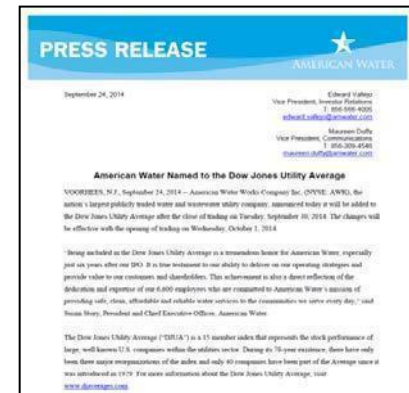 PRESS RELEASE
AMERICAN WATER
September 24, 2014
Edward Vallejo
Vice President, Investor Relations
T: 856-566-4005
edward.vallejo@amwater.com
Maureen Duffy
Vice President, Communications
T: 856-309-4546
maureen.duffy@amwater.com
American Water Named to the Dow Jones Utility Average
VOORHEES, N.J., September 24, 2014 – American Water Works Company Inc. (NYSE: AWK), the
nation's largest publicly traded water and wastewater utility company, announced today it will be added to
the Dow Jones Utility Average after the close of trading on Tuesday, September 30, 2014. The changes will
be effective with the opening of trading on Wednesday, October 1, 2014.
"Being included in the Dow Jones Utility Average is a tremendous honor for American Water, especially
just six years after our IPO. It is true testament to our ability to deliver on our operating strategies and
provide value to our customers and shareholders. This achievement is also a direct reflection of the
dedication and expertise of our 6,600 employees who are committed to American Water's mission of
providing safe, clean, affordable and reliable water services to the communities we serve every day," said
Susan Story, President and Chief Executive Officer, American Water.
The Dow Jones Utility Average ("DJUA") is a 15 member index that represents the stock performance of
large, well known U.S. companies within the utilities sector. During its
-year existence, there have only
been three major reorganizations of the index and only 40 companies have been part of the Average since it
was introduced in
. For more information about the Dow Jones Utility Average, visit
www.djaverages.com.